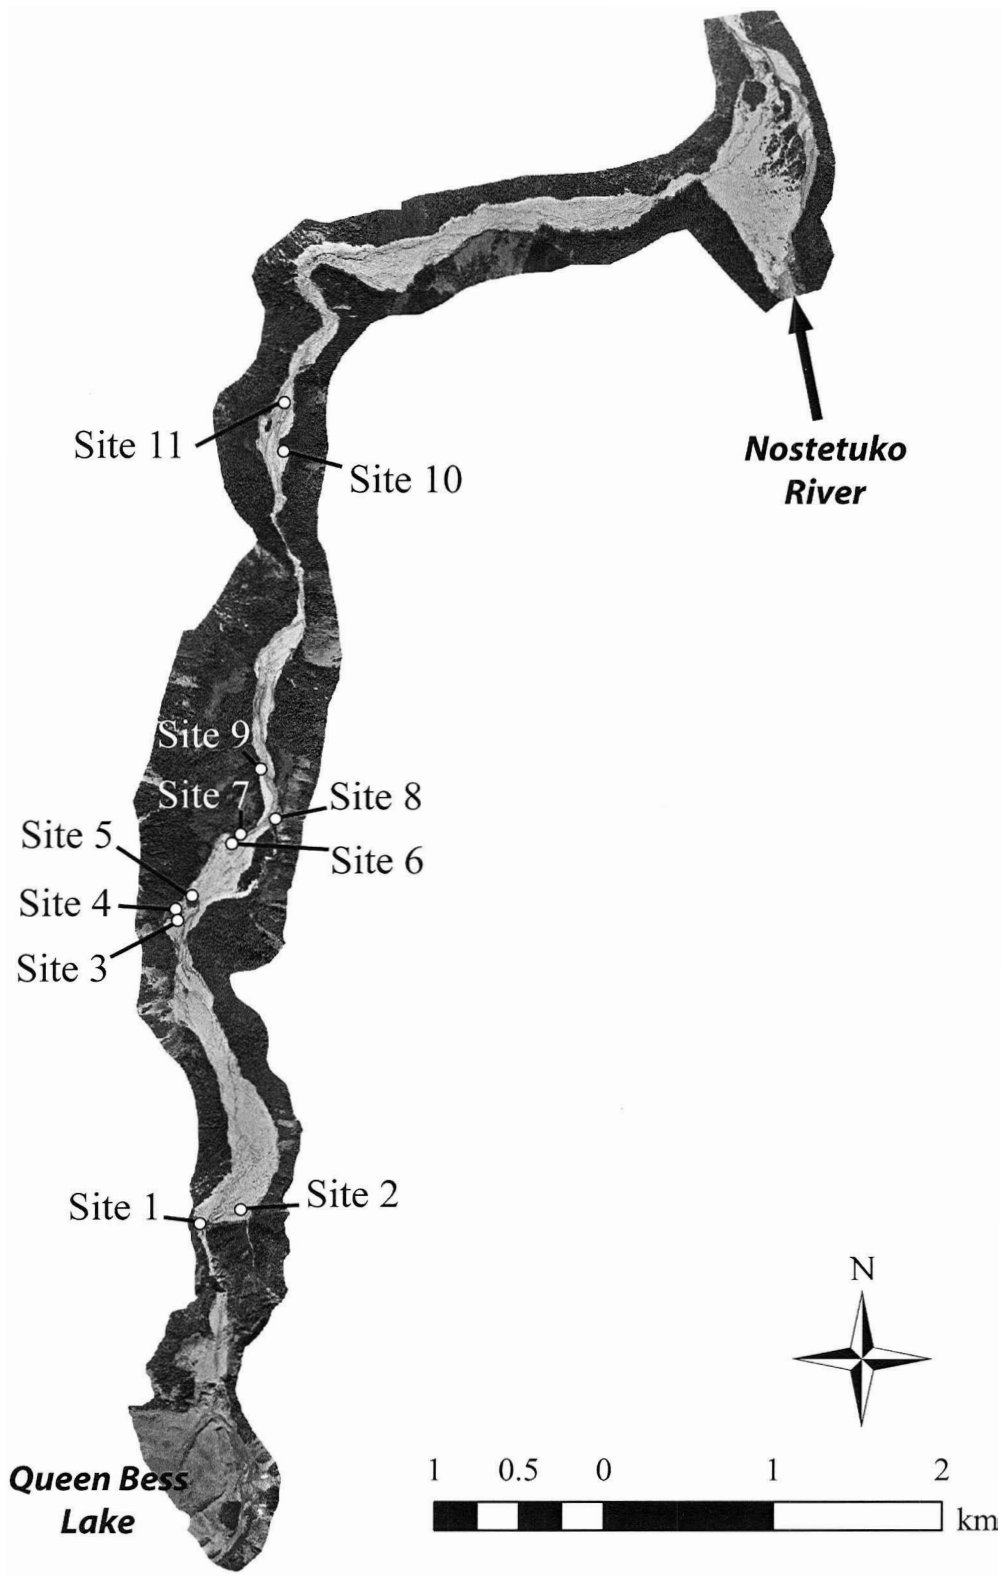 Site 11
Site 10
Nostetuko
River
Site 9
Site 7
Site 8
Site 5
Site 6
Site 4
Site 3
Site 1
Site 2
N
Queen Bess
Lake
1 0.5 0 1 2
km